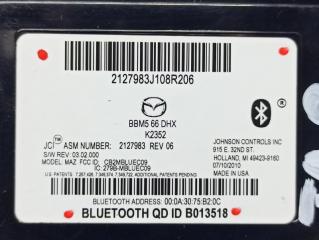 2127983J108R206
BBM5 66 DHX
K2352
JCI™ ASM NUMBER: 2127983 REV 06
S/W REV: 03.02.000
MODEL: MAZ FCC ID: CB2MBLUEC09
IC: 279B-MBLUEC09
JOHNSON CONTROLS INC
915 E. 32ND ST.
HOLLAND, MI 49423-9160
07/10/2010
MADE IN USA
U.S. PATENTS
BLUETOOTH ADDRESS: 00:0A:30:75:B2:0C
BLUETOOTH QD ID B013518